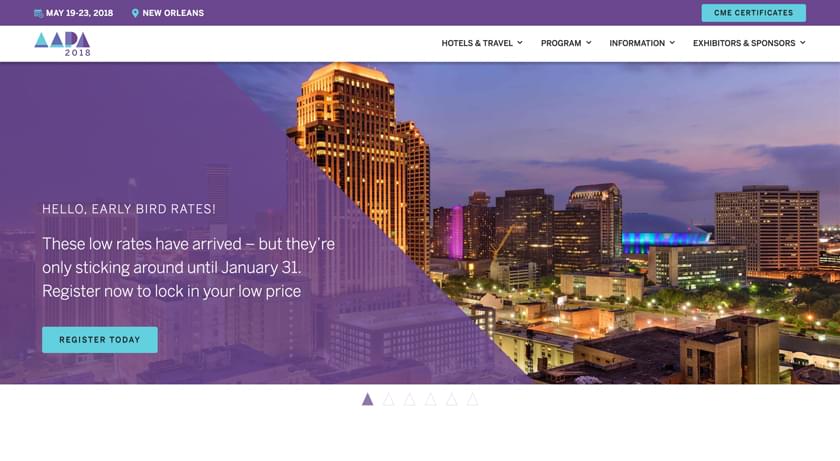 MAY 19-23, 2018
NEW ORLEANS
CME CERTIFICATES
AAPA
2018
HOTELS & TRAVEL
PROGRAM
INFORMATION
EXHIBITORS & SPONSORS
HELLO, EARLY BIRD RATES!
These low rates have arrived – but they're
only sticking around until January 31.
Register now to lock in your low price
REGISTER TODAY